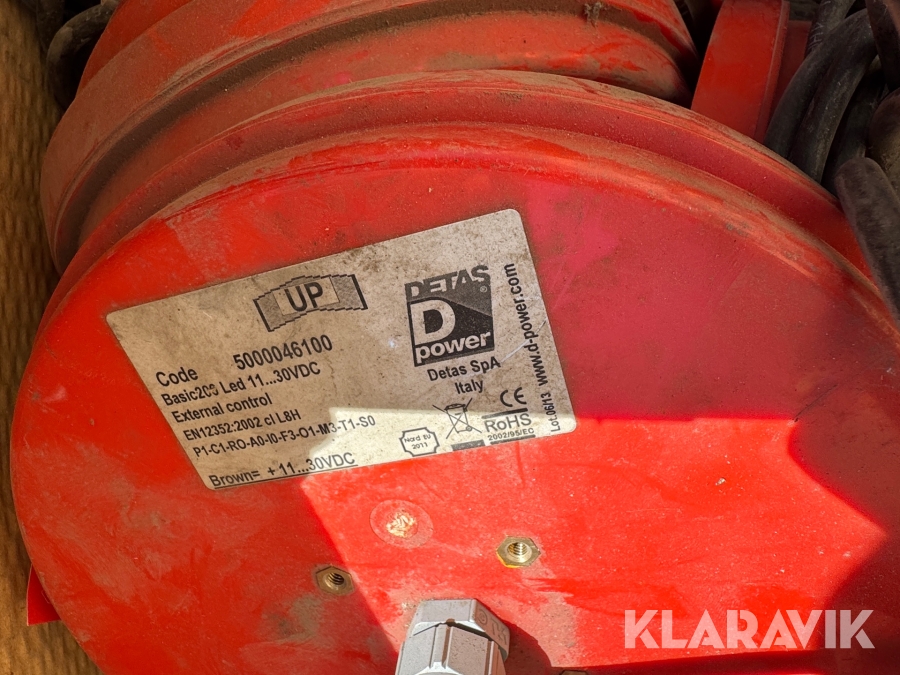 UP
DETAS
®
D
power
Detas SpA
Italy
www.d-power.com
Code 5000046100
Basic200 Led 11...30VDC
External control
EN12352:2002 cl L8H
P1-C1-RO-A0-I0-F3-O1-M3-T1-S0
Brown= +11...30VDC
Nord EU
2011
CE
RoHS
2002/95/EC
Lot.06/13
KLARAVIK